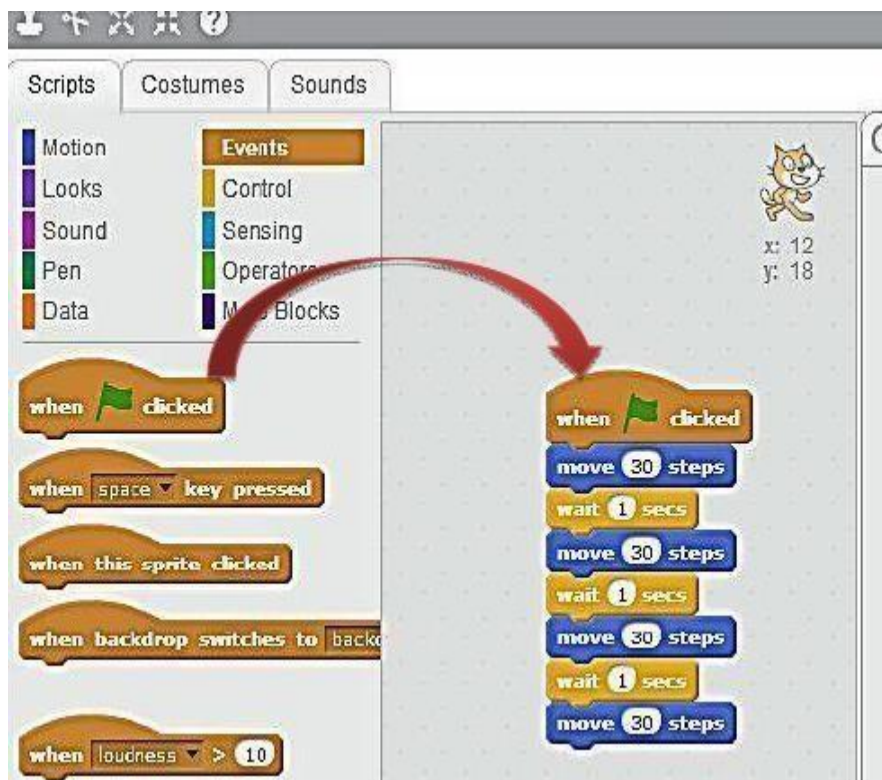 Scripts Costumes Sounds
Motion Events
Looks Control
Sound Sensing
Pen Operators
Data Blocks
x: 12
y: 18
when clicked
when space key pressed
when this sprite clicked
when backdrop switches to
when loudness > 10
when clicked
move 30 steps
wait 1 secs
move 30 steps
wait 1 secs
move 30 steps
wait 1 secs
move 30 steps